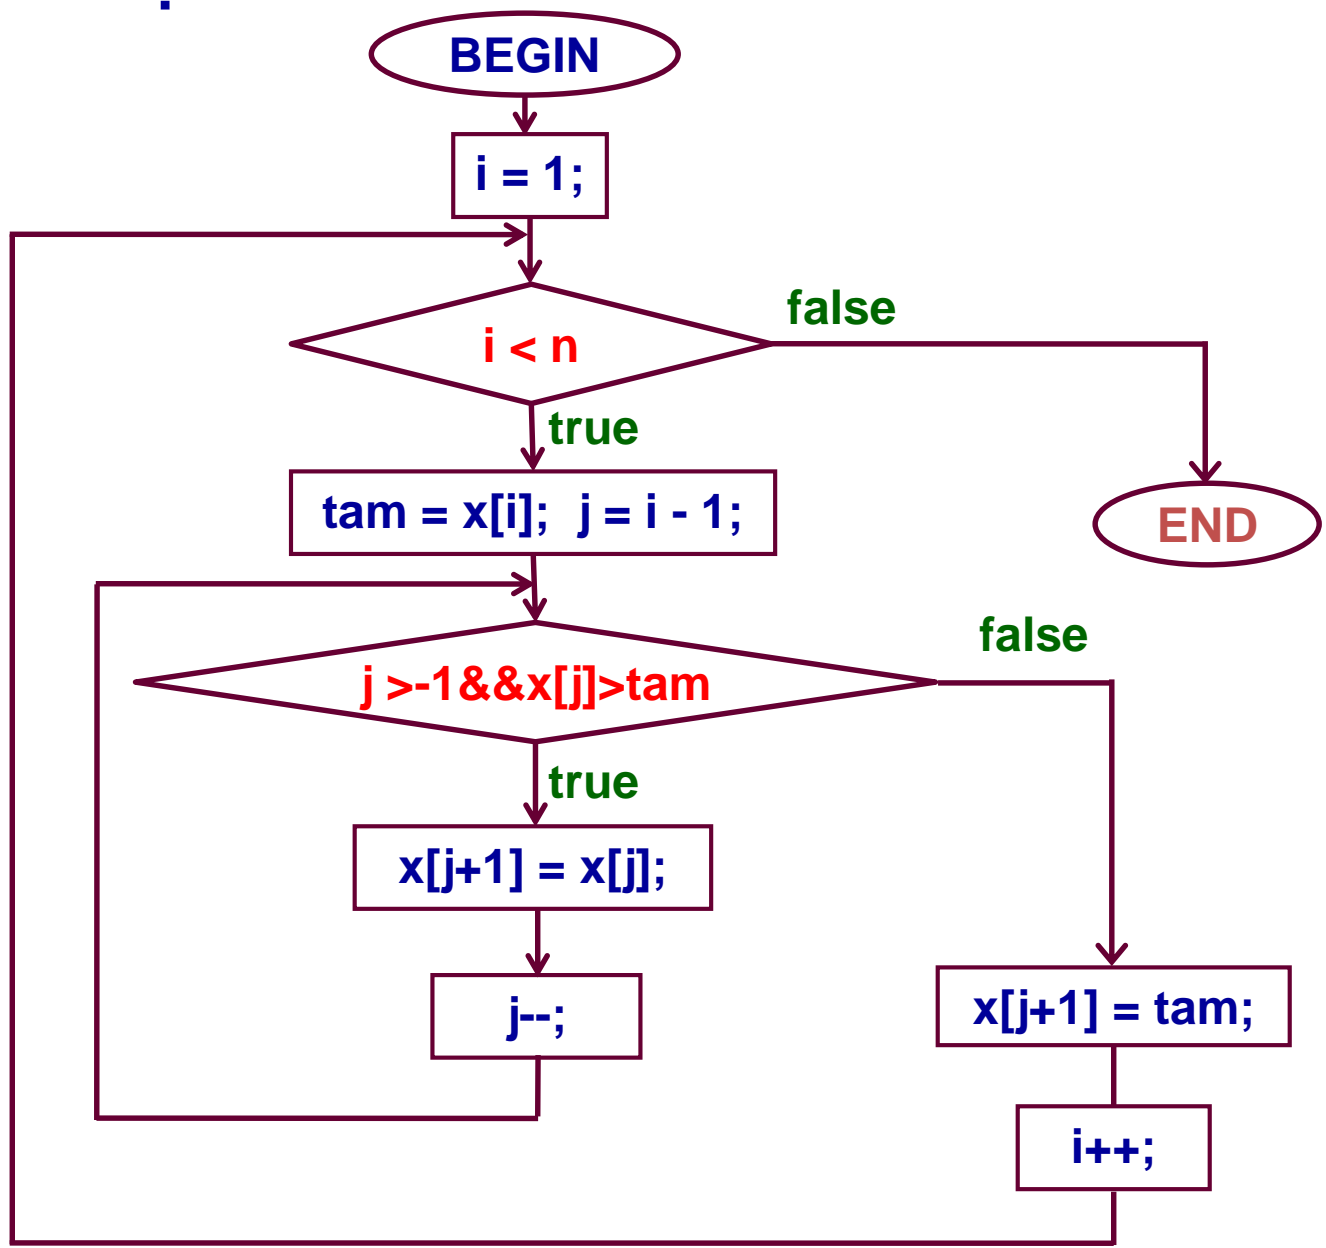 BEGIN
i = 1;
i < n
false
true
tam = x[i]; j = i - 1;
END
j >-1&&x[j]>tam
false
true
x[j+1] = x[j];
j--;
x[j+1] = tam;
i++;